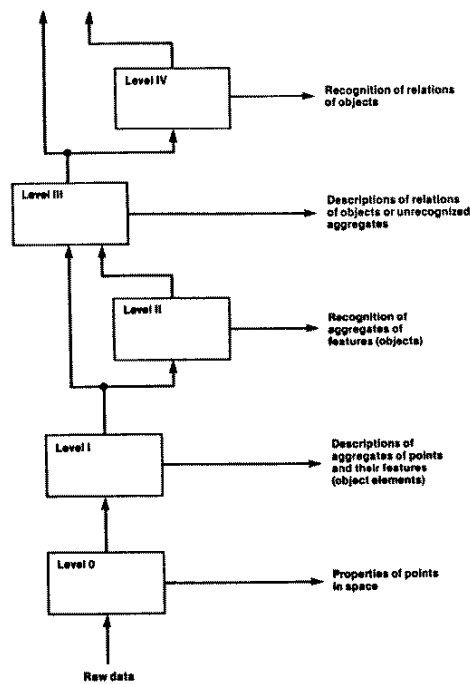 Level IV
Recognition of relations
of objects
Level III
Descriptions of relations
of objects or unrecognized
aggregates
Level II
Recognition of
aggregates of
features (objects)
Level I
Descriptions of
aggregates of points
and their features
(object elements)
Level 0
Properties of points
in space
Raw data